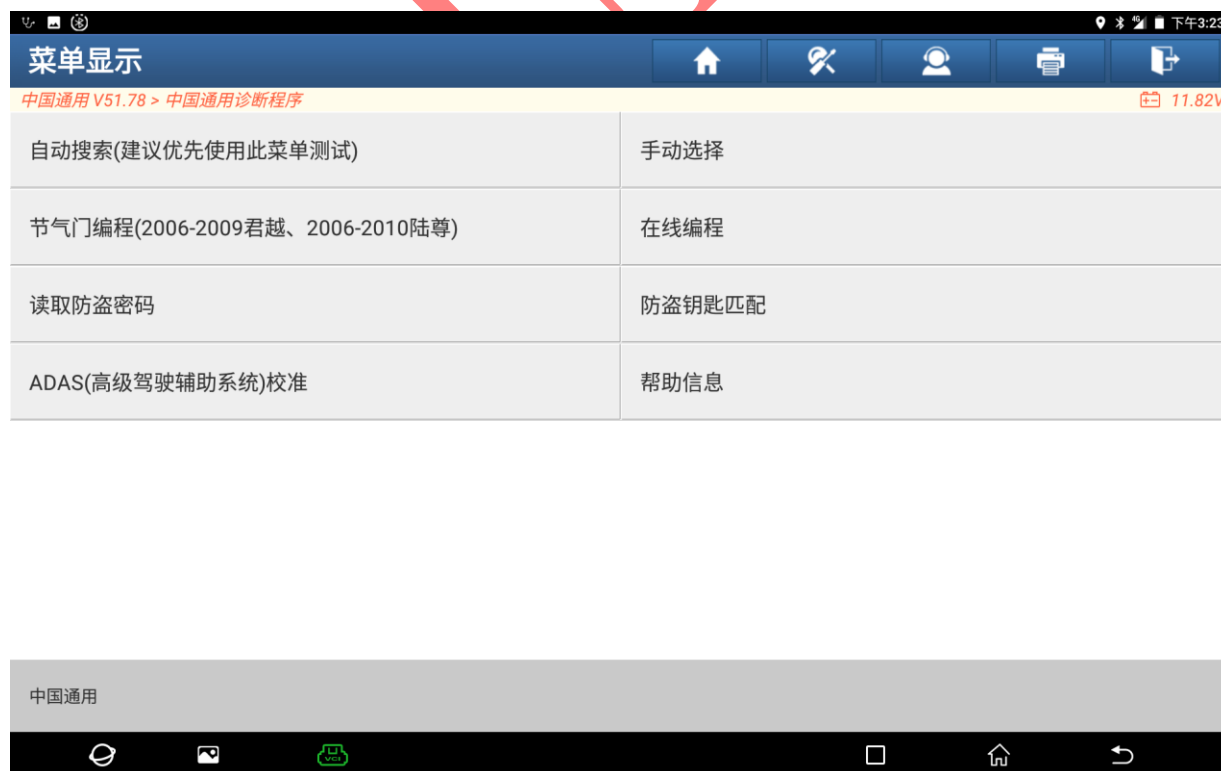 4G 下午3:23
菜单显示
中国通用 V51.78 > 中国通用诊断程序 11.82V
自动搜索(建议优先使用此菜单测试) 手动选择
节气门编程(2006-2009君越、2006-2010陆尊) 在线编程
读取防盗密码 防盗钥匙匹配
ADAS(高级驾驶辅助系统)校准 帮助信息
中国通用
VCI